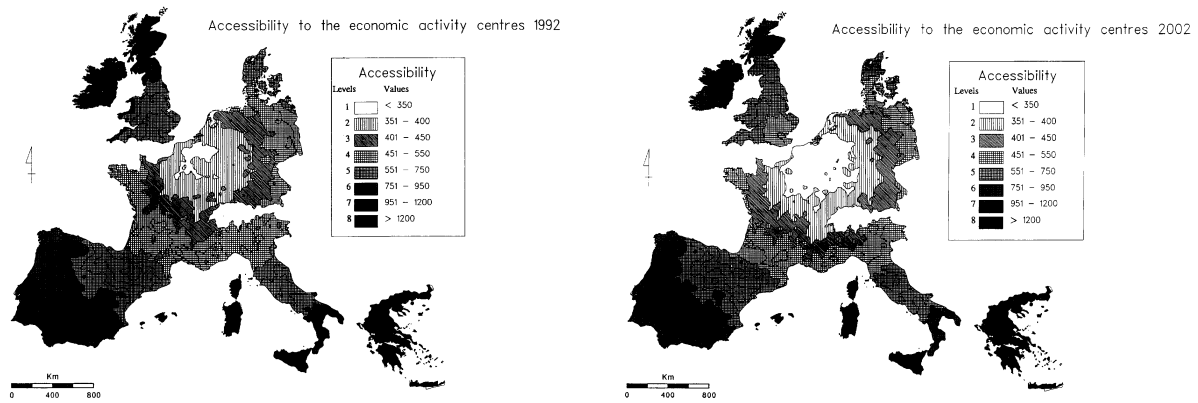 Accessibility to the economic activity centres 1992
Accessibility
Levels Values
1 < 350
2 351 – 400
3 401 – 450
4 451 – 550
5 551 – 750
6 751 – 950
7 951 – 1200
8 > 1200
Km
0 400 800
Accessibility to the economic activity centres 2002
Accessibility
Levels Values
1 < 350
2 351 – 400
3 401 – 450
4 451 – 550
5 551 – 750
6 751 – 950
7 951 – 1200
8 > 1200
Km
0 400 800